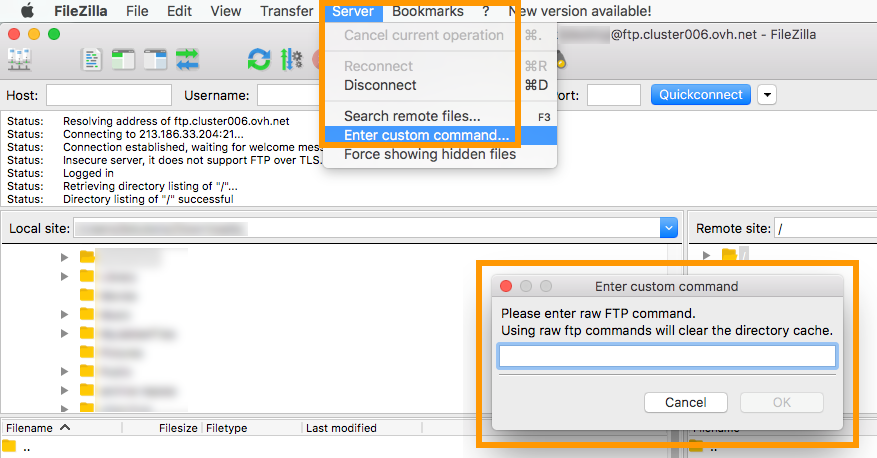 FileZilla File Edit View Transfer Server Bookmarks ? New version available!
@ftp.cluster006.ovh.net - FileZilla
Cancel current operation ⌘.
Reconnect ⌘R
Disconnect ⌘D
Search remote files... F3
Enter custom command...
Force showing hidden files
Host: Username: ort: Quickconnect
Status: Resolving address of ftp.cluster006.ovh.net
Status: Connecting to 213.186.33.204:21...
Status: Connection established, waiting for welcome mes
Status: Insecure server, it does not support FTP over TLS.
Status: Logged in
Status: Retrieving directory listing of "/"...
Status: Directory listing of "/" successful
Local site:
Remote site: /
/
Enter custom command
Please enter raw FTP command.
Using raw ftp commands will clear the directory cache.
Cancel OK
Filename Filesize Filetype Last modified
Filename
..
..